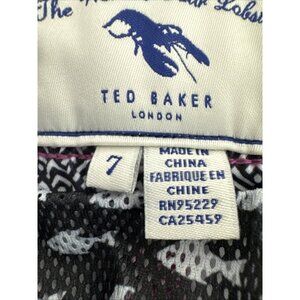 The
TED BAKER
LONDON
7
MADE IN
CHINA
FABRIQUE EN
CHINE
RN95229
CA25459